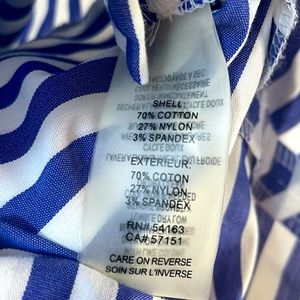 SHELL:
70% COTTON
27% NYLON
3% SPANDEX
EXTERIEUR:
70% COTON
27% NYLON
3% SPANDEX
RN# 54163
CA# 57151
CARE ON REVERSE
SOIN SUR L'INVERSE